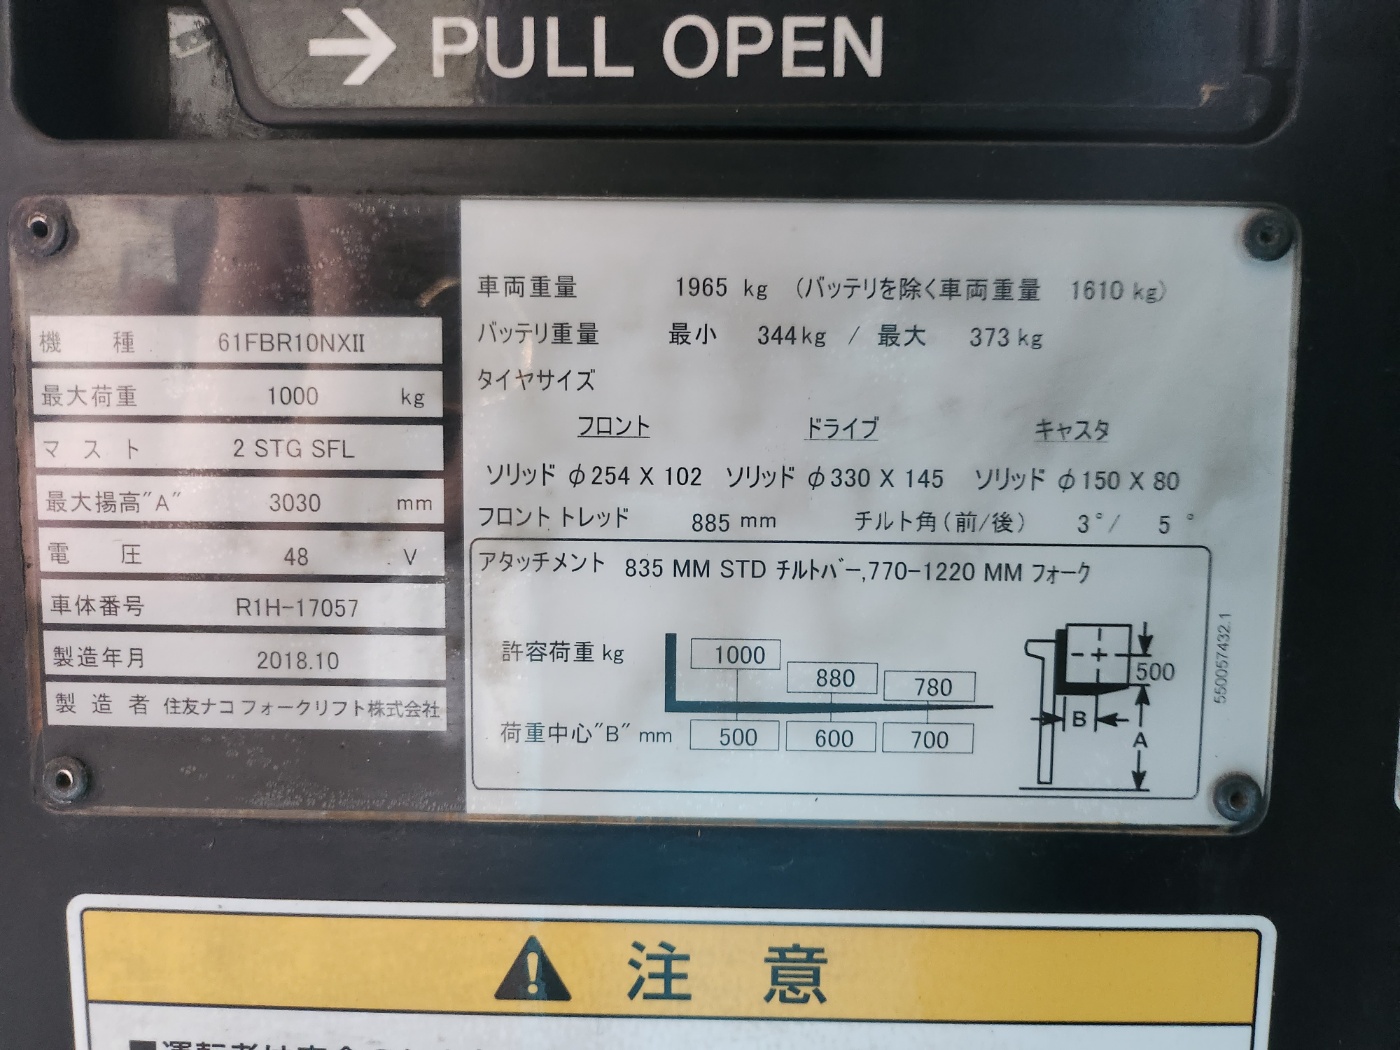 → PULL OPEN
機 種 61FBR10NXII
最大荷重 1000 kg
マ ス ト 2 STG SFL
最大揚高"A" 3030 mm
電 圧 48 V
車体番号 R1H-17057
製造年月 2018.10
製 造 者 住友ナコ フォークリフト株式会社
車両重量 1965 kg (バッテリを除く車両重量 1610 kg)
バッテリ重量 最小 344kg / 最大 373 kg
タイヤサイズ
フロント ドライブ キャスタ
ソリッド φ254 X 102 ソリッド φ330 X 145 ソリッド φ150 X 80
フロント トレッド 885 mm チルト角(前/後) 3°/ 5°
アタッチメント 835 MM STD チルトバー,770-1220 MM フォーク
許容荷重 kg 1000 880 780
荷重中心"B" mm 500 600 700
500
B
A
550057432.1
注 意